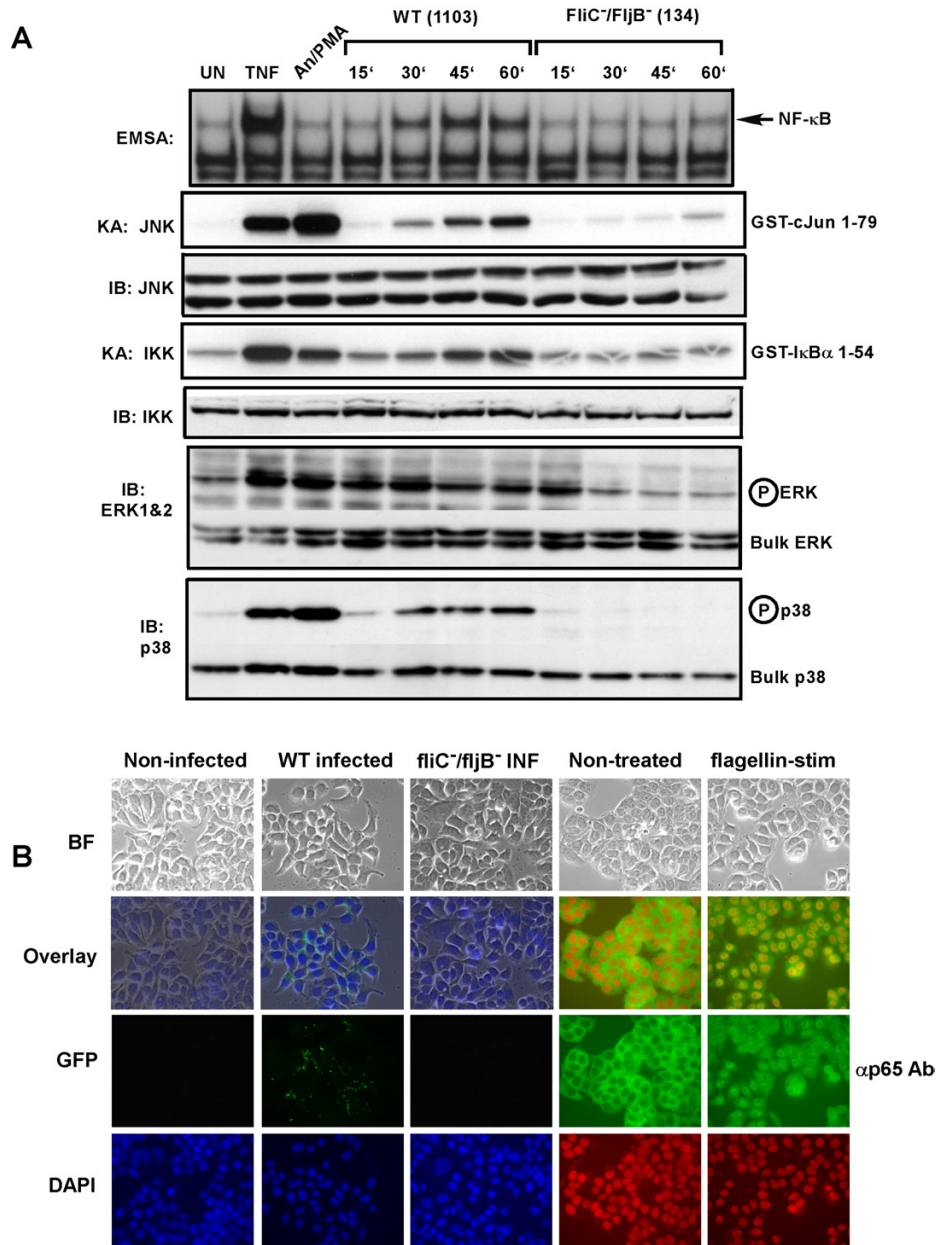 A
WT (1103)
FliC⁻/FljB⁻ (134)
UN TNF An/PMA 15‘ 30‘ 45‘ 60‘ 15‘ 30‘ 45‘ 60‘
EMSA:
NF-κB
KA: JNK
GST-cJun 1-79
IB: JNK
KA: IKK
GST-IκBα 1-54
IB: IKK
IB:
ERK1&2
P ERK
Bulk ERK
IB:
p38
P p38
Bulk p38
B
Non-infected WT infected fliC⁻/fljB⁻ INF Non-treated flagellin-stim
BF
Overlay
GFP
αp65 Ab
DAPI